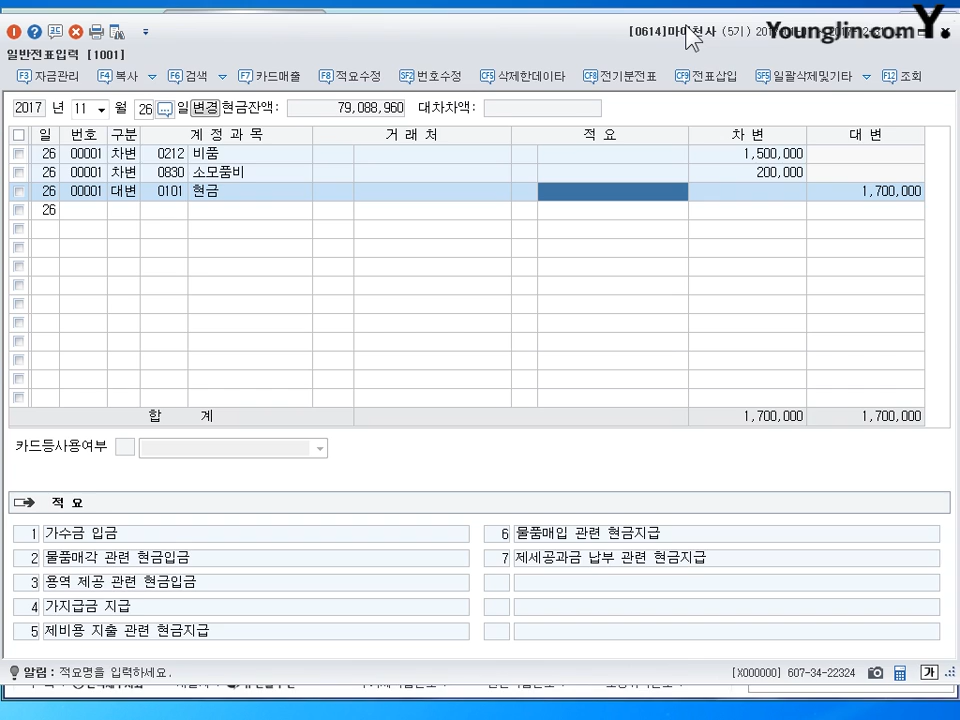 [0614]마이천사 (5기) Younglin.com Y.
일반전표입력 [1001]
F3 자금관리 F4 복사 F6 검색 F7 카드매출 F8 적요수정 SF2 번호수정 CF5 삭제한데이타 CF8 전기분전표 CF9 전표삽입 SF5 일괄삭제및기타 F12 조회
2017 년 11 월 26 일 변경 현금잔액: 79,088,960 대차차액:
일 번호 구분 계 정 과 목 거 래 처 적 요 차 변 대 변
26 00001 차변 0212 비품 1,500,000
26 00001 차변 0830 소모품비 200,000
26 00001 대변 0101 현금 1,700,000
26
합 계 1,700,000 1,700,000
카드등사용여부
적 요
1 가수금 입금
2 물품매각 관련 현금입금
3 용역 제공 관련 현금입금
4 가지급금 지급
5 제비용 지출 관련 현금지급
6 물품매입 관련 현금지급
7 제세공과금 납부 관련 현금지급
알림 : 적요명을 입력하세요. [X000000] 607-34-22324 가